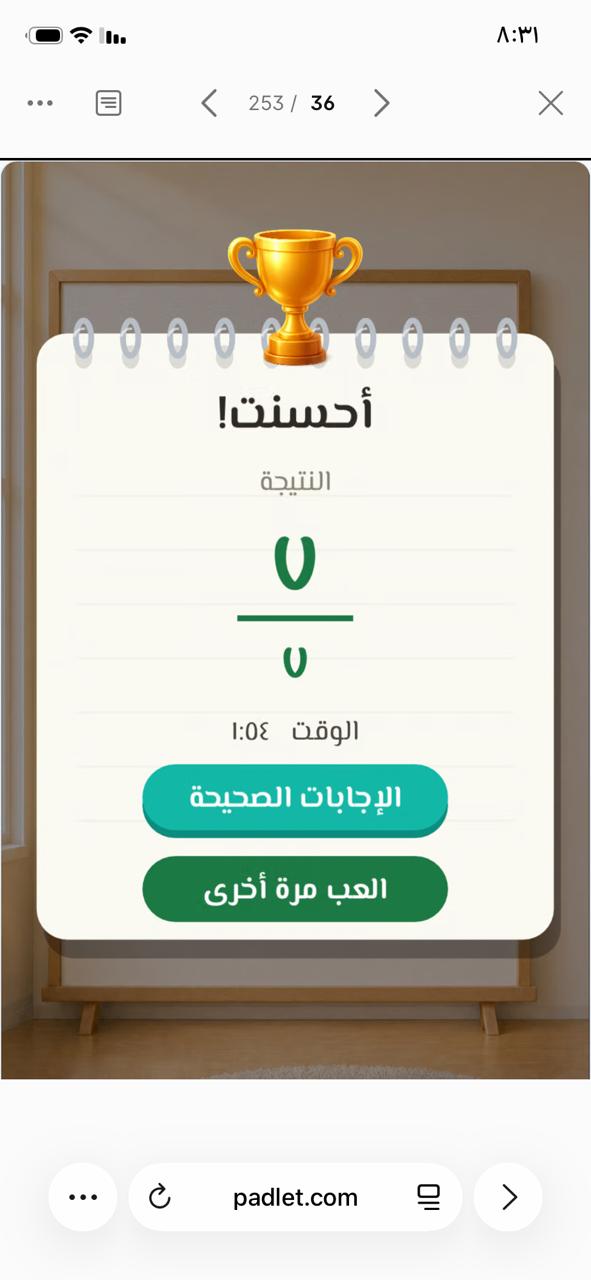 ٨:٣١
253 / 36
أحسنت!
النتيجة
٧
٧
الوقت ١:٥٤
الإجابات الصحيحة
العب مرة أخرى
padlet.com